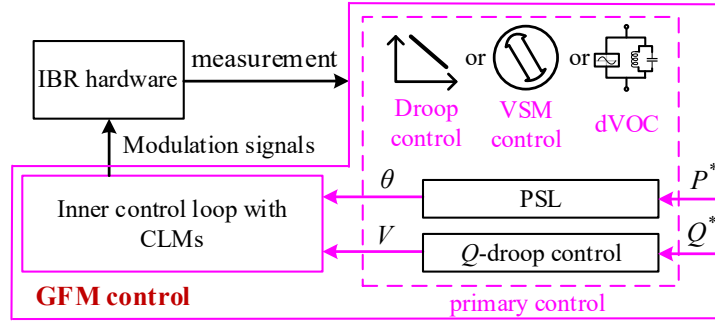 measurement
IBR hardware
or
or
Droop
control
VSM
control
dVOC
Modulation signals
θ
PSL
P*
Inner control loop with
CLMs
V
Q-droop control
Q*
GFM control
primary control